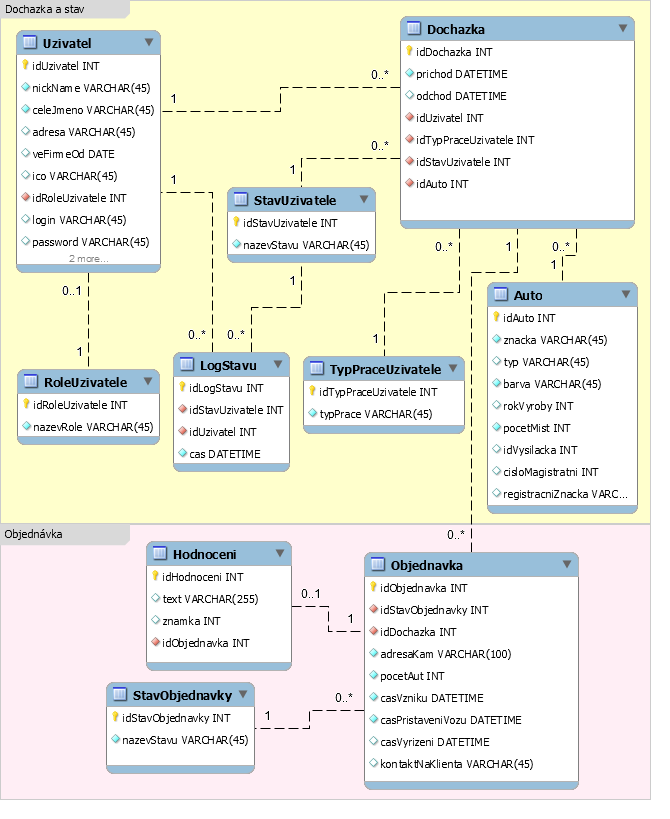 Dochazka a stav
Uzivatel
idUzivatel INT
nickName VARCHAR(45)
celeJmeno VARCHAR(45)
adresa VARCHAR(45)
veFirmeOd DATE
ico VARCHAR(45)
idRoleUzivatele INT
login VARCHAR(45)
password VARCHAR(45)
2 more...
Dochazka
idDochazka INT
prichod DATETIME
odchod DATETIME
idUzivatel INT
idTypPraceUzivatele INT
idStavUzivatele INT
idAuto INT
1
0..*
0..*
1
1
StavUzivatele
idStavUzivatele INT
nazevStavu VARCHAR(45)
1
0..*
0..*
0..*
1
0..*
1
1
0..1
1
RoleUzivatele
idRoleUzivatele INT
nazevRole VARCHAR(45)
LogStavu
idLogStavu INT
idStavUzivatele INT
idUzivatel INT
cas DATETIME
TypPraceUzivatele
idTypPraceUzivatele INT
typPrace VARCHAR(45)
Auto
idAuto INT
znacka VARCHAR(45)
typ VARCHAR(45)
barva VARCHAR(45)
rokVyroby INT
pocetMist INT
idVysilacka INT
cisloMagistratni INT
registracniZnacka VARC...
Objednávka
0..*
Hodnoceni
idHodnoceni INT
text VARCHAR(255)
znamka INT
idObjednavka INT
0..1
1
StavObjednavky
idStavObjednavky INT
nazevStavu VARCHAR(45)
1
0..*
Objednavka
idObjednavka INT
idStavObjednavky INT
idDochazka INT
adresaKam VARCHAR(100)
pocetAut INT
casVzniku DATETIME
casPristaveniVozu DATETIME
casVyrizeni DATETIME
kontaktNaKlienta VARCHAR(45)